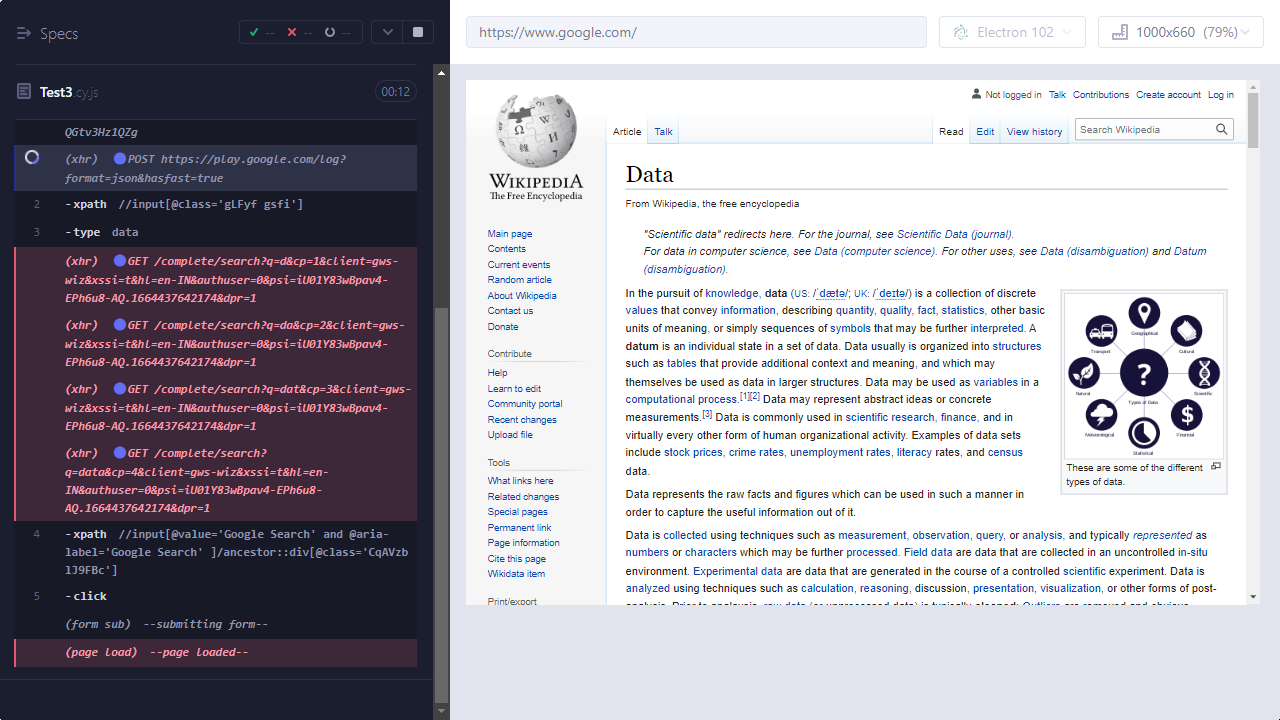 Specs
--
--
--
https://www.google.com/
Electron 102
1000x660 (79%)
Test3.cy.js
00:12
QGtv3Hz1QZg
(xhr) POST https://play.google.com/log?
format=json&hasfast=true
2 -xpath //input[@class='gLFyf gsfi']
3 -type data
(xhr) GET /complete/search?q=d&cp=1&client=gws-
wiz&xssi=t&hl=en-IN&authuser=0&psi=iU01Y83wBpav4-
EPh6u8-AQ.1664437642174&dpr=1
(xhr) GET /complete/search?q=da&cp=2&client=gws-
wiz&xssi=t&hl=en-IN&authuser=0&psi=iU01Y83wBpav4-
EPh6u8-AQ.1664437642174&dpr=1
(xhr) GET /complete/search?q=dat&cp=3&client=gws-
wiz&xssi=t&hl=en-IN&authuser=0&psi=iU01Y83wBpav4-
EPh6u8-AQ.1664437642174&dpr=1
(xhr) GET /complete/search?
q=data&cp=4&client=gws-wiz&xssi=t&hl=en-
IN&authuser=0&psi=iU01Y83wBpav4-EPh6u8-
AQ.1664437642174&dpr=1
4 -xpath //input[@value='Google Search' and @aria-
label='Google Search' ]/ancestor::div[@class='CqAVzb
lJ9FBc']
5 -click
(form sub) --submitting form--
(page load) --page loaded--
WIKIPEDIA
The Free Encyclopedia
Main page
Contents
Current events
Random article
About Wikipedia
Contact us
Donate
Contribute
Help
Learn to edit
Community portal
Recent changes
Upload file
Tools
What links here
Related changes
Special pages
Permanent link
Page information
Cite this page
Wikidata item
Print/export
Not logged in Talk Contributions Create account Log in
Article Talk Read Edit View history Search Wikipedia
Data
From Wikipedia, the free encyclopedia
"Scientific data" redirects here. For the journal, see Scientific Data (journal).
For data in computer science, see Data (computer science). For other uses, see Data (disambiguation) and Datum
(disambiguation).
In the pursuit of knowledge, data (US: /ˈdætə/; UK: /ˈdeɪtə/) is a collection of discrete
values that convey information, describing quantity, quality, fact, statistics, other basic
units of meaning, or simply sequences of symbols that may be further interpreted. A
datum is an individual state in a set of data. Data usually is organized into structures
such as tables that provide additional context and meaning, and which may
themselves be used as data in larger structures. Data may be used as variables in a
computational process.[1][2] Data may represent abstract ideas or concrete
measurements.[3] Data is commonly used in scientific research, finance, and in
virtually every other form of human organizational activity. Examples of data sets
include stock prices, crime rates, unemployment rates, literacy rates, and census
data.
Geographical
Transport
Cultural
Natural
Types of Data
Scientific
Meteorological
Financial
Statistical
These are some of the different
types of data.
Data represents the raw facts and figures which can be used in such a manner in
order to capture the useful information out of it.
Data is collected using techniques such as measurement, observation, query, or analysis, and typically represented as
numbers or characters which may be further processed. Field data are data that are collected in an uncontrolled in-situ
environment. Experimental data are data that are generated in the course of a controlled scientific experiment. Data is
analyzed using techniques such as calculation, reasoning, discussion, presentation, visualization, or other forms of post-
analysis. Prior to analysis, raw data (or unprocessed data) is typically cleaned: Outliers are removed and obvious